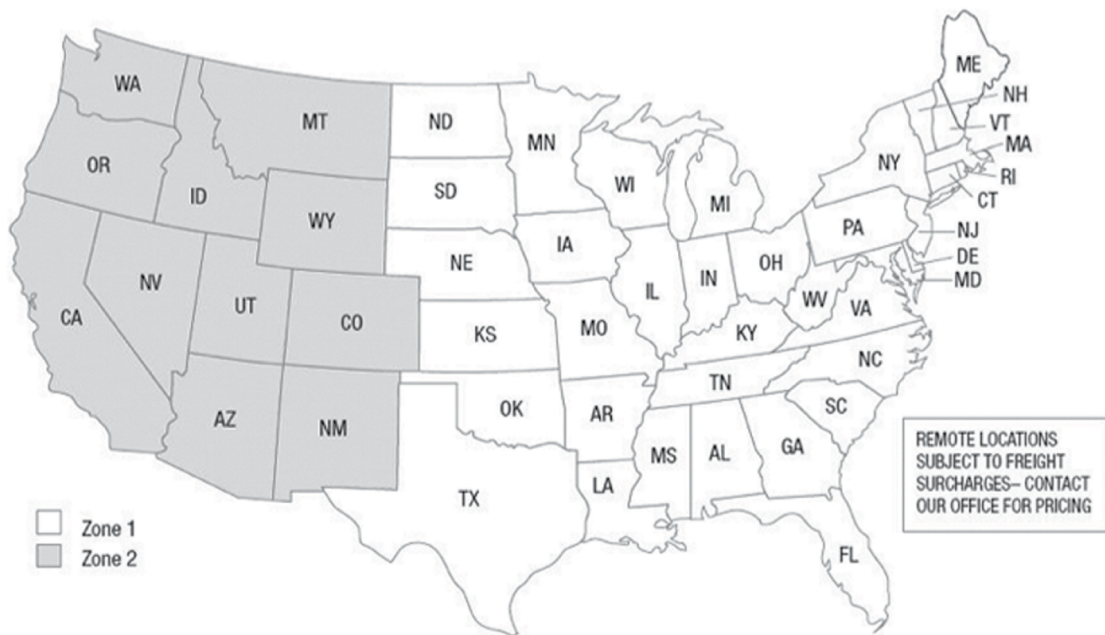 WA
MT
ND
MN
ME
OR
ID
SD
WI
MI
NY
NH
VT
MA
RI
CT
WY
NE
IA
PA
NJ
DE
MD
CA
NV
UT
CO
KS
MO
IL
IN
OH
WV
VA
KY
AZ
NM
OK
AR
TN
NC
SC
TX
LA
MS
AL
GA
FL
REMOTE LOCATIONS
SUBJECT TO FREIGHT
SURCHARGES– CONTACT
OUR OFFICE FOR PRICING
Zone 1
Zone 2